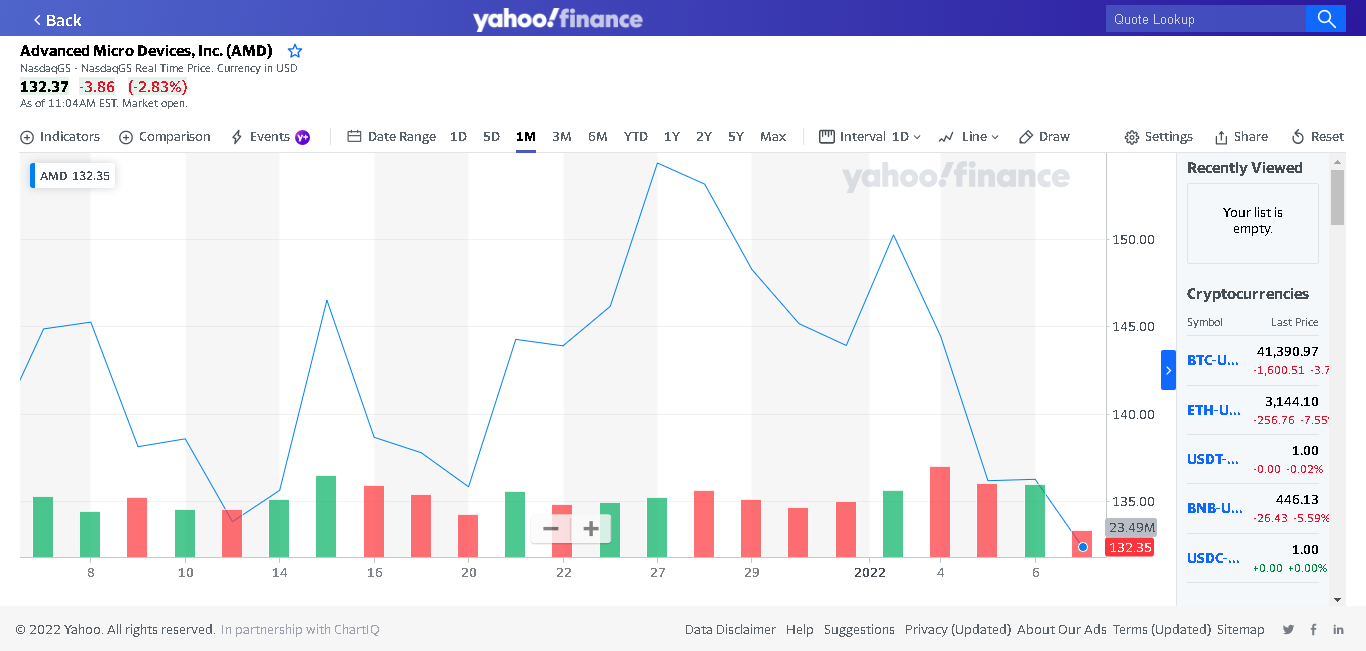 Back
yahoo!finance
Quote Lookup
Advanced Micro Devices, Inc. (AMD)
NasdaqGS - NasdaqGS Real Time Price. Currency in USD
132.37 -3.86 (-2.83%)
As of 11:04AM EST. Market open.
Indicators Comparison Events Y+ Date Range 1D 5D 1M 3M 6M YTD 1Y 2Y 5Y Max Interval 1D Line Draw Settings Share Reset
AMD 132.35
yahoo!finance
150.00
145.00
140.00
135.00
23.49M
132.35
8 10 14 16 20 22 27 29 2022 4 6
Recently Viewed
Your list is
empty.
Cryptocurrencies
Symbol Last Price
BTC-U... 41,390.97
-1,600.51 -3.7
ETH-U... 3,144.10
-256.76 -7.55%
USDT-... 1.00
-0.00 -0.02%
BNB-U... 446.13
-26.43 -5.59%
USDC-... 1.00
+0.00 +0.00%
© 2022 Yahoo. All rights reserved. In partnership with ChartIQ
Data Disclaimer Help Suggestions Privacy (Updated) About Our Ads Terms (Updated) Sitemap